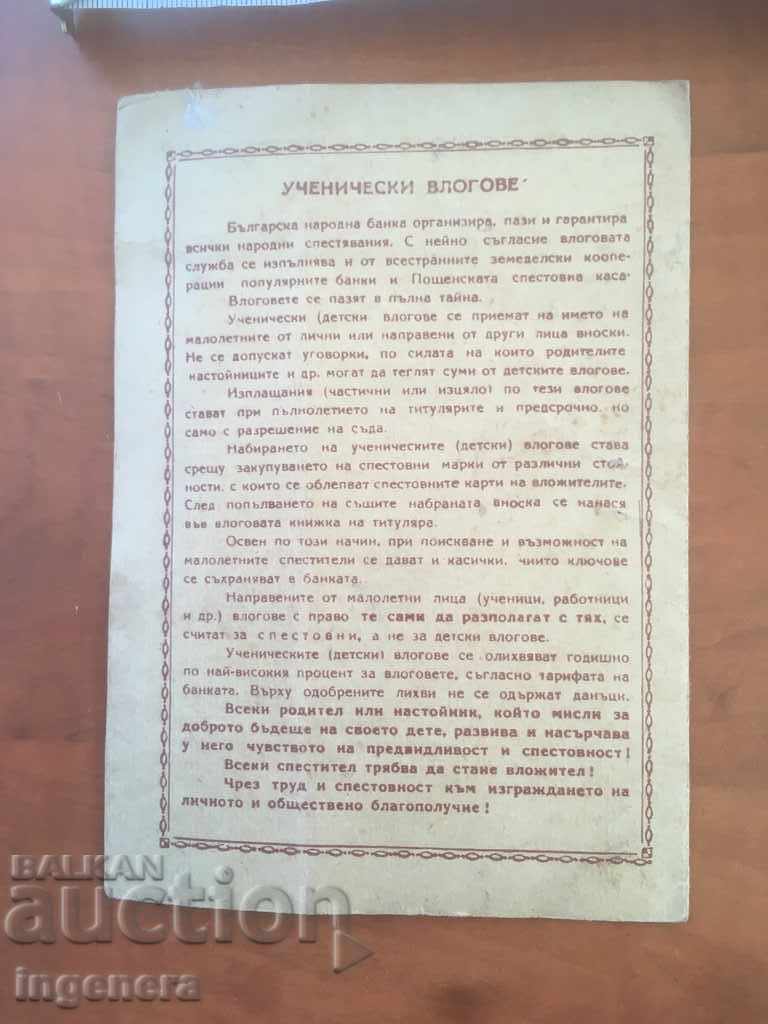 УЧЕНИЧЕСКИ ВЛОГОВЕ
Българска народна банка организира, пази и гарантира
всички народни спестявания. С нейно съгласие влоговата
служба се изпълнява и от всестранните земеделски коопе-
рации популярните банки и Пощенската спестовна каса.
Влоговете се пазят в пълна тайна.
Ученически (детски влогове се приемат на името на
малолетните от лични или направени от други лица вноски.
Не се допускат уговорки, по силата на които родителите
настойниците и др. могат да теглят суми от детските влогове.
Изплащания (частични или изцяло) по тези влогове
стават при пълнолетието на титулярите и предсрочно, но
само с разрешение на съда.
Набирането на ученическите (детски) влогове става
срещу закупуването на спестовни марки от различни стой-
ности, с които се облепват спестовните карти на вложителите.
След попълването на същите набраната вноска се нанася
във влоговата книжка на титуляра.
Освен по този начин, при поискване и възможност на
малолетните спестители се дават и касички, чиито ключове
се съхраняват в банката.
Направените от малолетни лица (ученици, работници
и др.) влогове с право те сами да разполагат с тях, се
считат за спестовни, а не за детски влогове.
Ученическите (детски) влогове се олихвяват годишно
по най-високия процент за влоговете, съгласно тарифата на
банката. Върху одобрените лихви не се одържат данъци.
Всеки родител или настойник, който мисли за
доброто бъдеще на своето дете, развива и насърчава
у него чувството на предвидливост и спестовност!
Всеки спестител трябва да стане вложител!
Чрез труд и спестовност към изграждането на
личното и обществено благополучие!
BALKAN
auction
ingenera